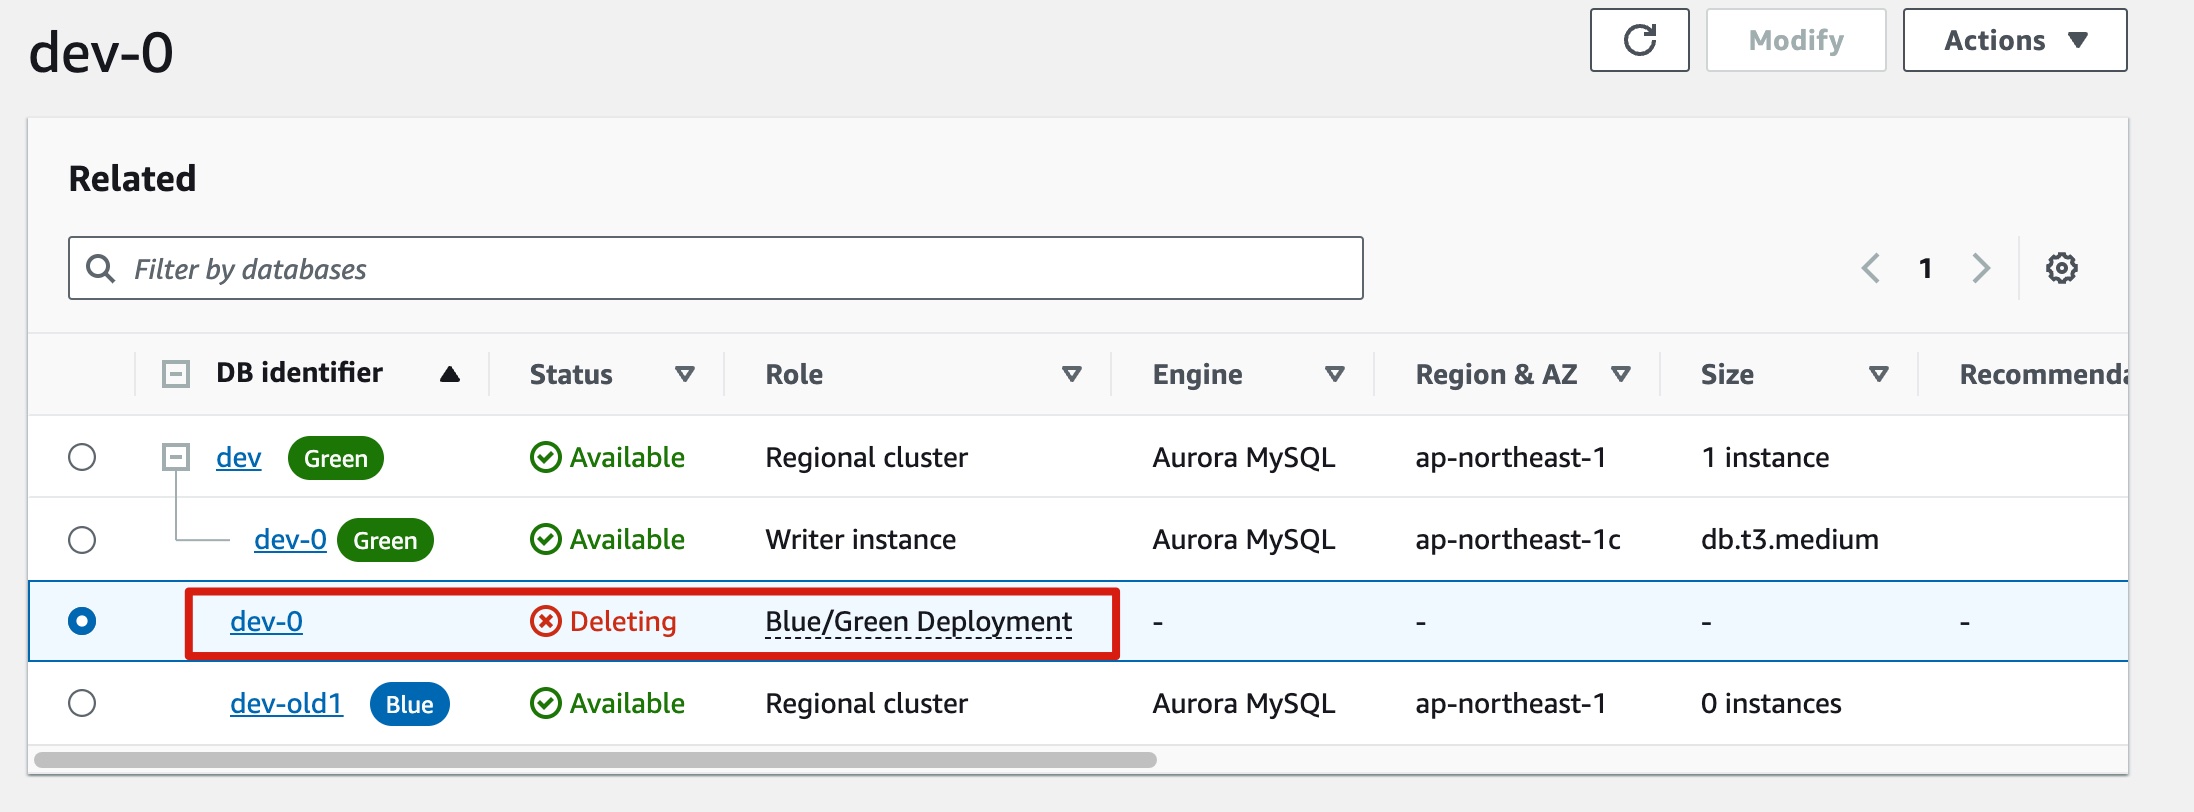 dev-0
Modify
Actions
Related
Filter by databases
1
DB identifier Status Role Engine Region & AZ Size Recommenda
dev Green Available Regional cluster Aurora MySQL ap-northeast-1 1 instance
dev-0 Green Available Writer instance Aurora MySQL ap-northeast-1c db.t3.medium
dev-0 Deleting Blue/Green Deployment - - - -
dev-old1 Blue Available Regional cluster Aurora MySQL ap-northeast-1 0 instances